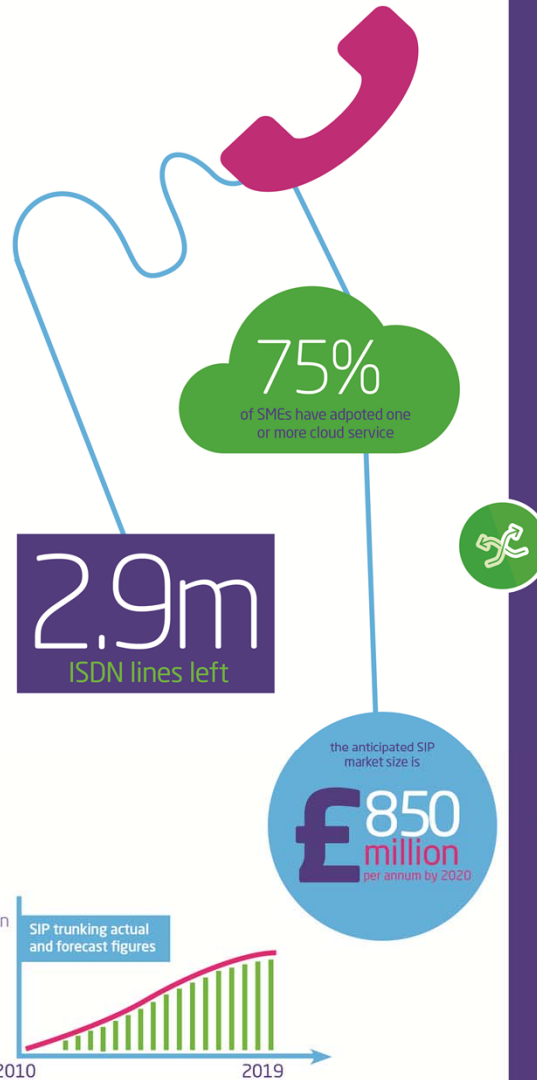 75%
of SMEs have adpoted one
or more cloud service
2.9m
ISDN lines left
the anticipated SIP
market size is
£850
million
per annum by 2020
SIP trunking actual
and forecast figures
2010
2019